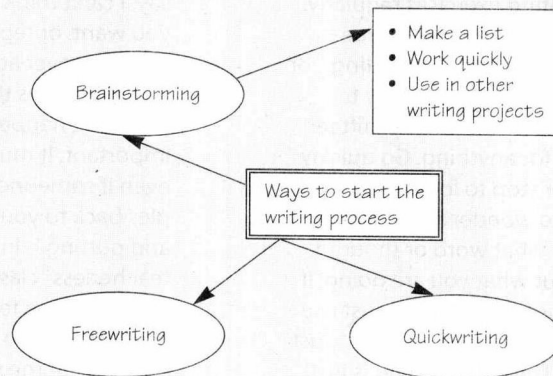 • Make a list
• Work quickly
• Use in other
writing projects
Brainstorming
Ways to start the
writing process
Freewriting
Quickwriting